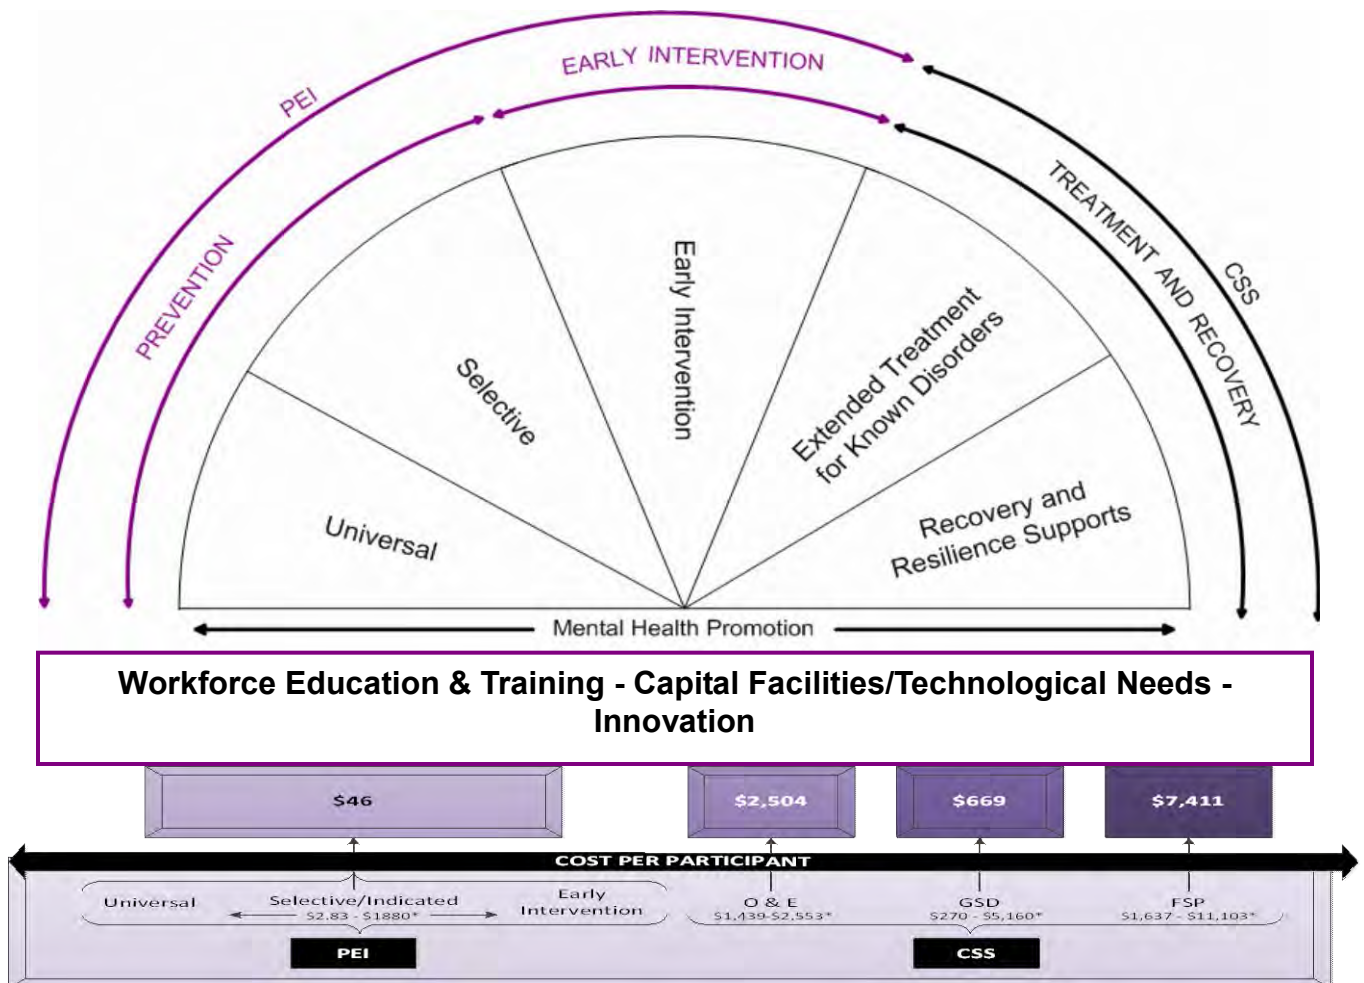 PEI
EARLY INTERVENTION
PREVENTION
TREATMENT AND RECOVERY
CSS
Universal
Selective
Early Intervention
Extended Treatment
for Known Disorders
Recovery and
Resilience Supports
Mental Health Promotion
Workforce Education & Training - Capital Facilities/Technological Needs -
Innovation
$46
$2,504
$669
$7,411
COST PER PARTICIPANT
Universal
Selective/Indicated
$2.83 - $1880*
Early
Intervention
O & E
$1,439-$2,553*
GSD
$270 - $5,160*
FSP
$1,637 - $11,103*
PEI
CSS